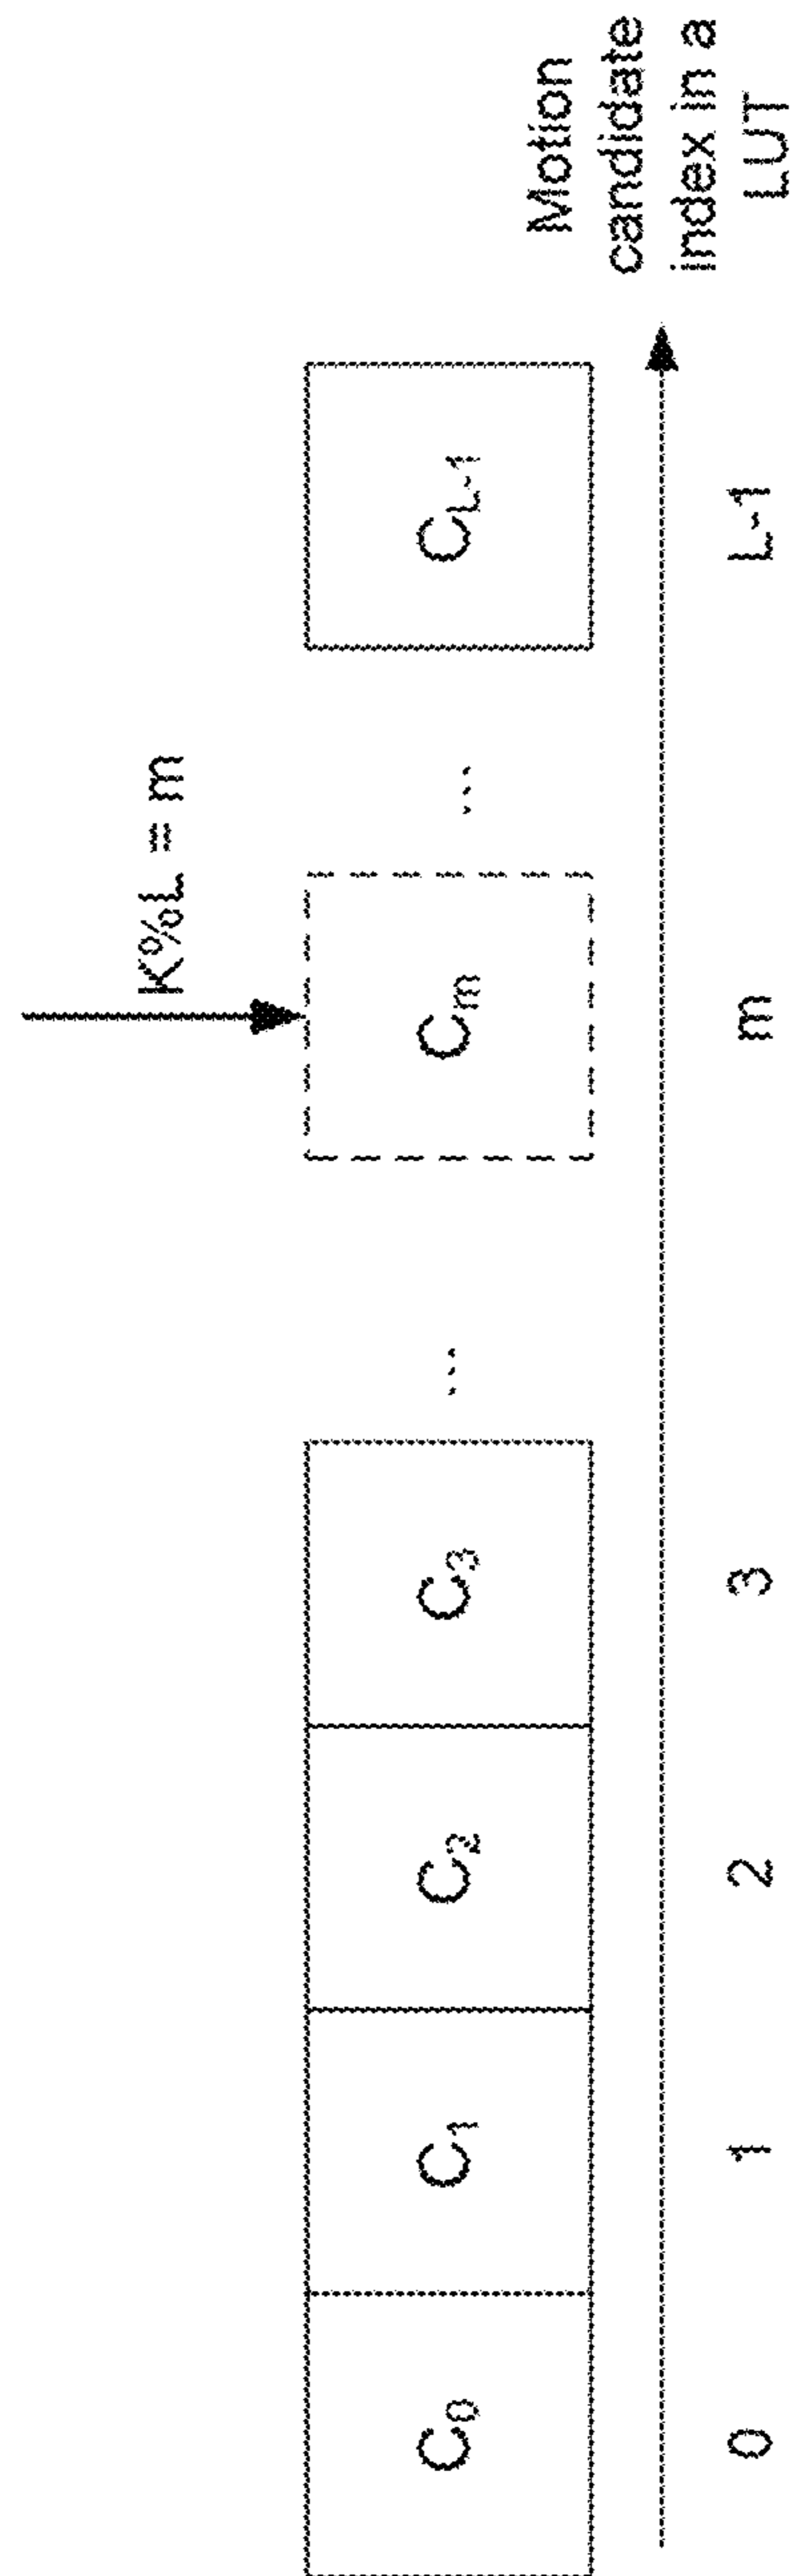 K%L = m
C0
C1
C2
C3
...
Cm
...
CL-1
0
1
2
3
m
L-1
Motion
candidate
index in a
LUT